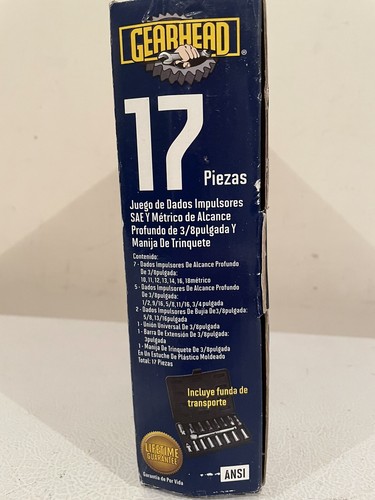 GEARHEAD
®
17
Piezas
Juego de Dados Impulsores
SAE Y Métrico de Alcance
Profundo de 3/8pulgada Y
Manija De Trinquete
Contenido:
7 - Dados Impulsores De Alcance Profundo
De 3/8pulgada:
10, 11, 12, 13, 14, 16, 18métrico
5 - Dados Impulsores De Alcance Profundo
De 3/8pulgada:
1/2, 9/16, 5/8, 11/16, 3/4 pulgada
2 - Dados Impulsores De Bujia De3/8pulgada:
5/8, 13/16pulgada
1 - Unión Universal De 3/8pulgada
1 - Barra De Extensión De 3/8pulgada:
3pulgada
1 - Manija De Trinquete De 3/8pulgada
En Un Estuche De Plástico Moldeado
Total: 17 Piezas
Incluye funda de
transporte
LIFETIME
GUARANTEE
Garantia de Por Vida
ANSI